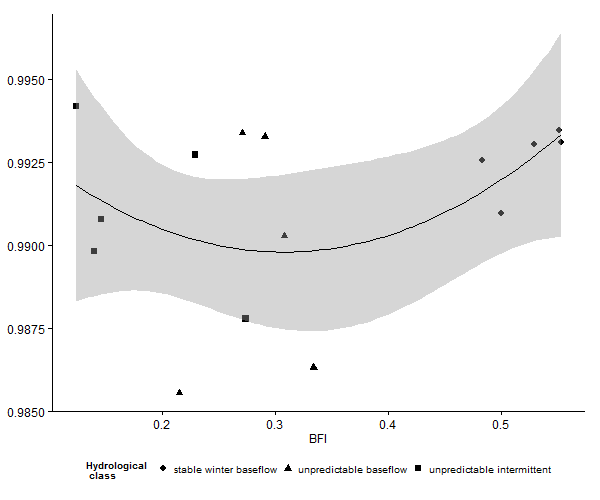 0.9950
0.9925
0.9900
0.9875
0.9850
0.2 0.3 0.4 0.5
BFI
Hydrological
class
stable winter baseflow unpredictable baseflow unpredictable intermittent